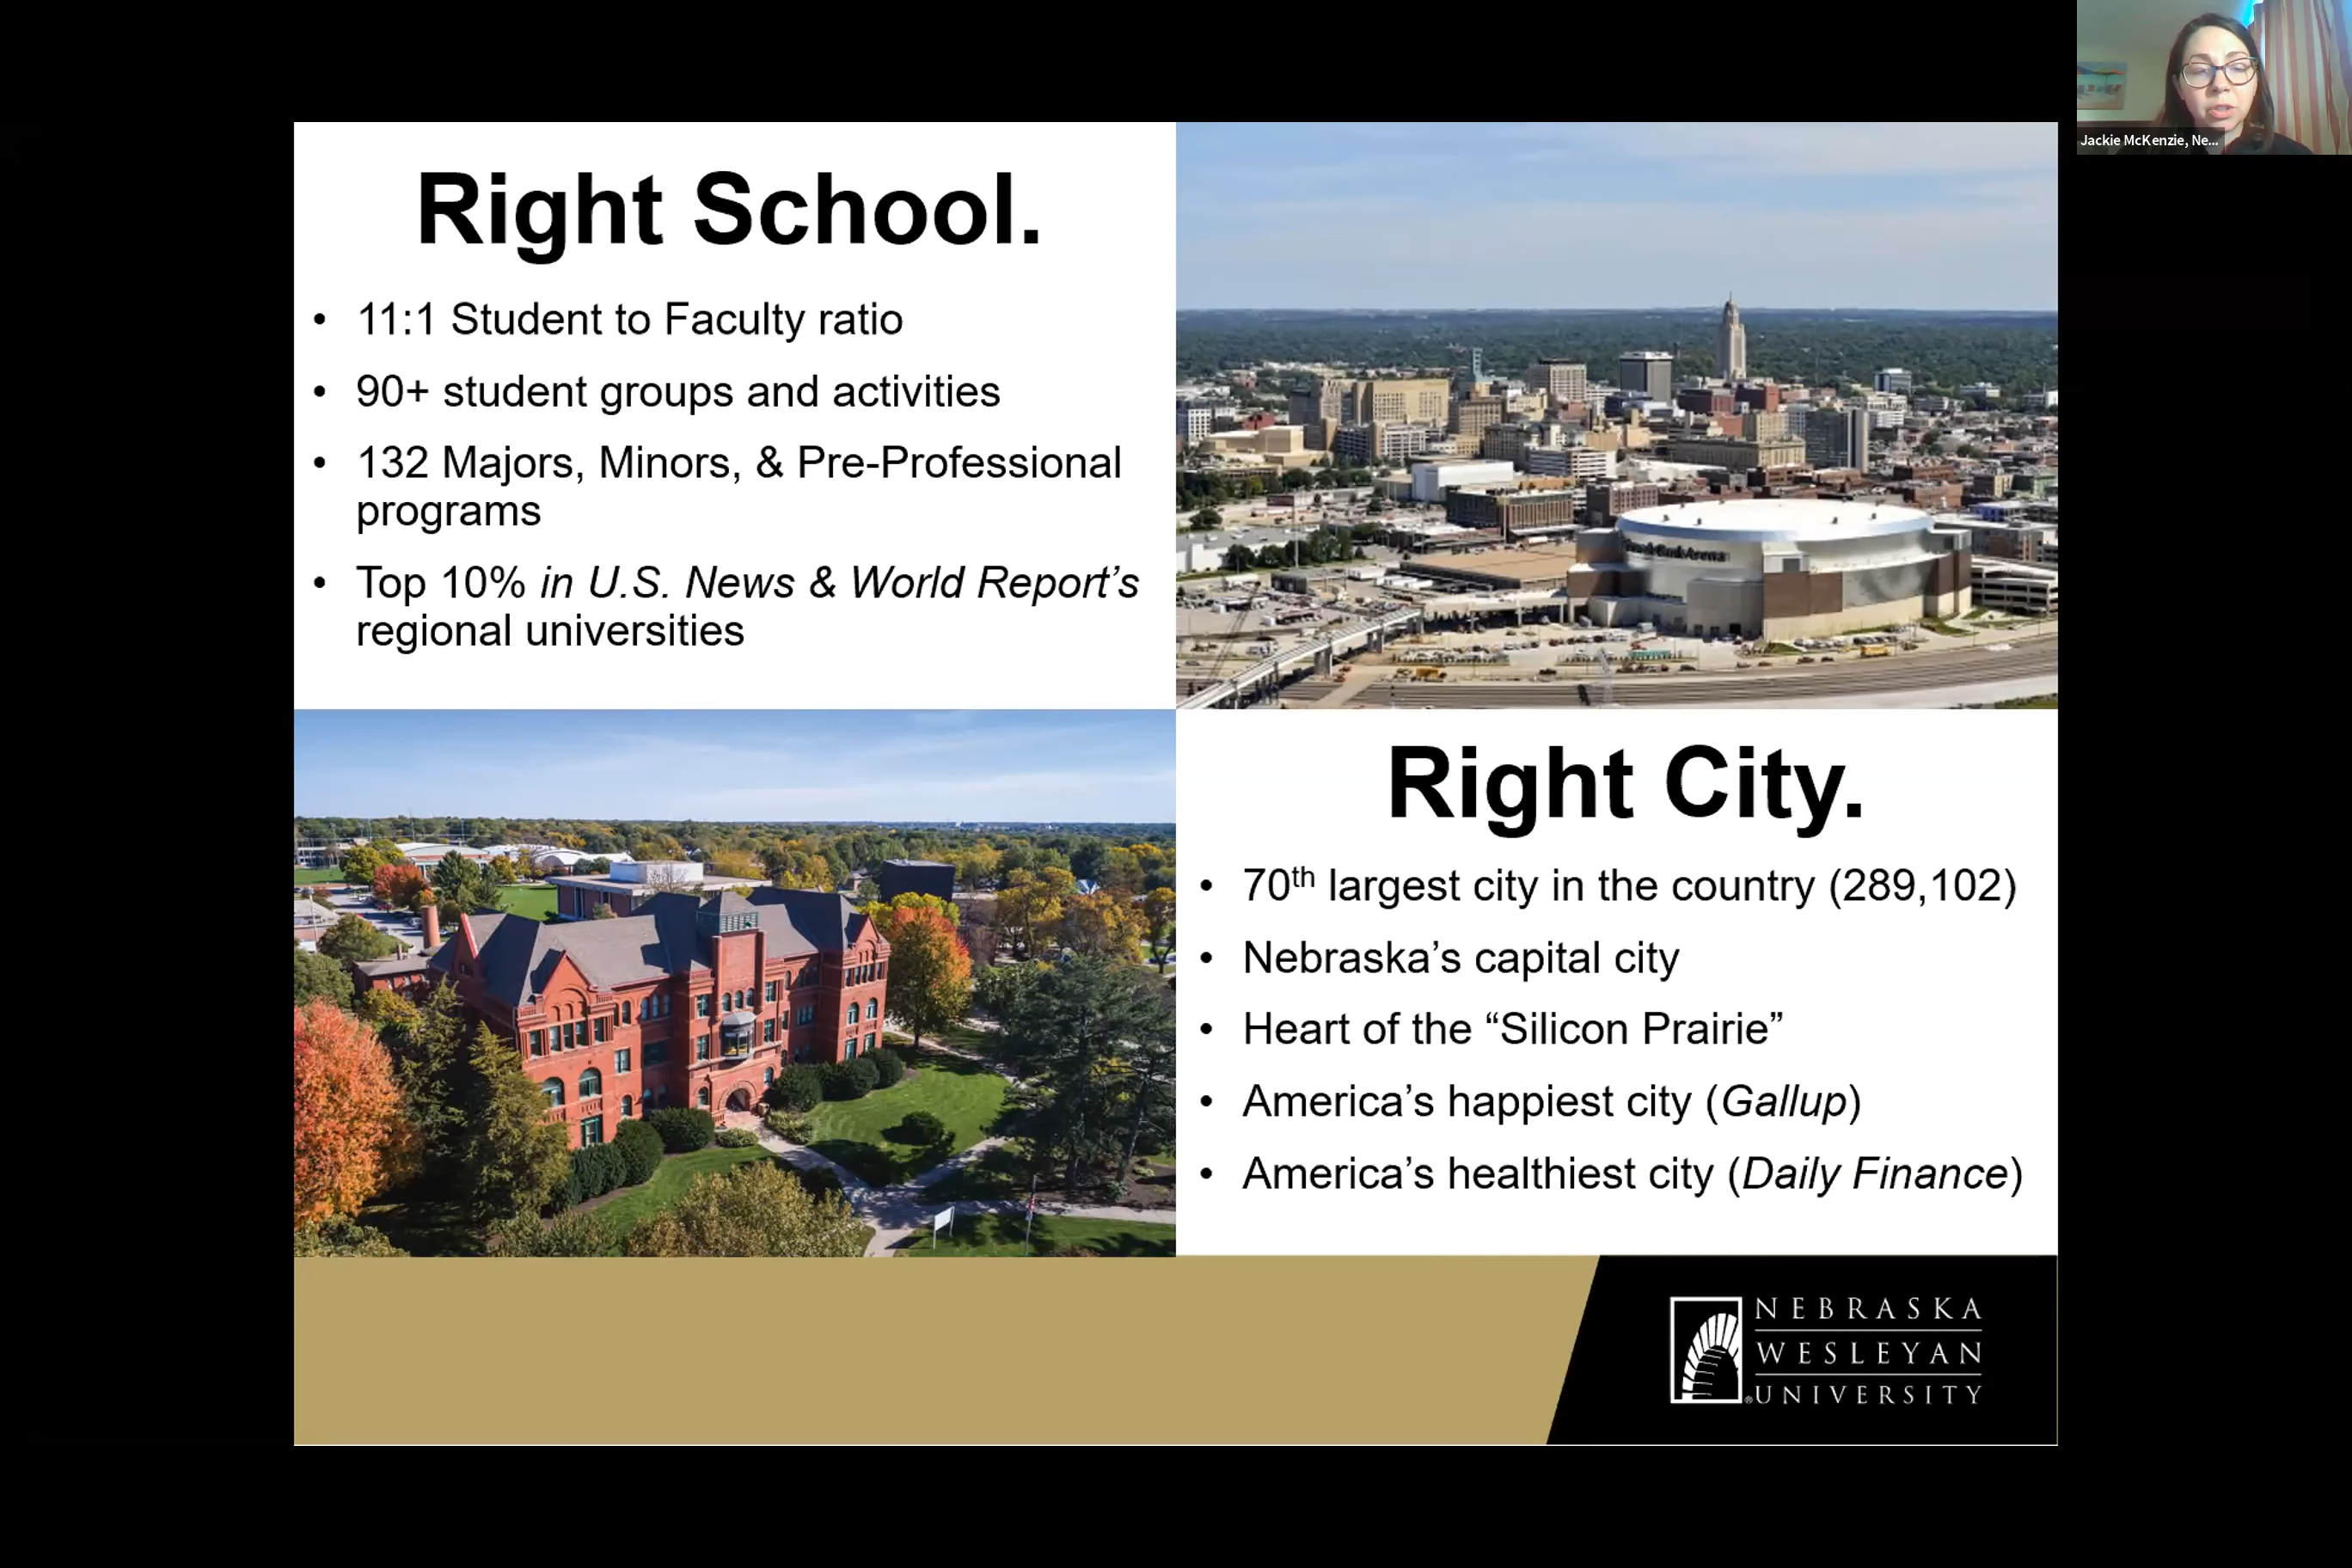 Jackie McKenzie, Ne...
Right School.
• 11:1 Student to Faculty ratio
• 90+ student groups and activities
• 132 Majors, Minors, & Pre-Professional
programs
• Top 10% in U.S. News & World Report’s
regional universities
Right City.
• 70th largest city in the country (289,102)
• Nebraska’s capital city
• Heart of the “Silicon Prairie”
• America’s happiest city (Gallup)
• America’s healthiest city (Daily Finance)
NEBRASKA
WESLEYAN
®UNIVERSITY